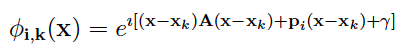 ϕ_{i,k}(x) = e^{ι[(x−x_k)A(x−x_k)+p_i(x−x_k)+γ]}